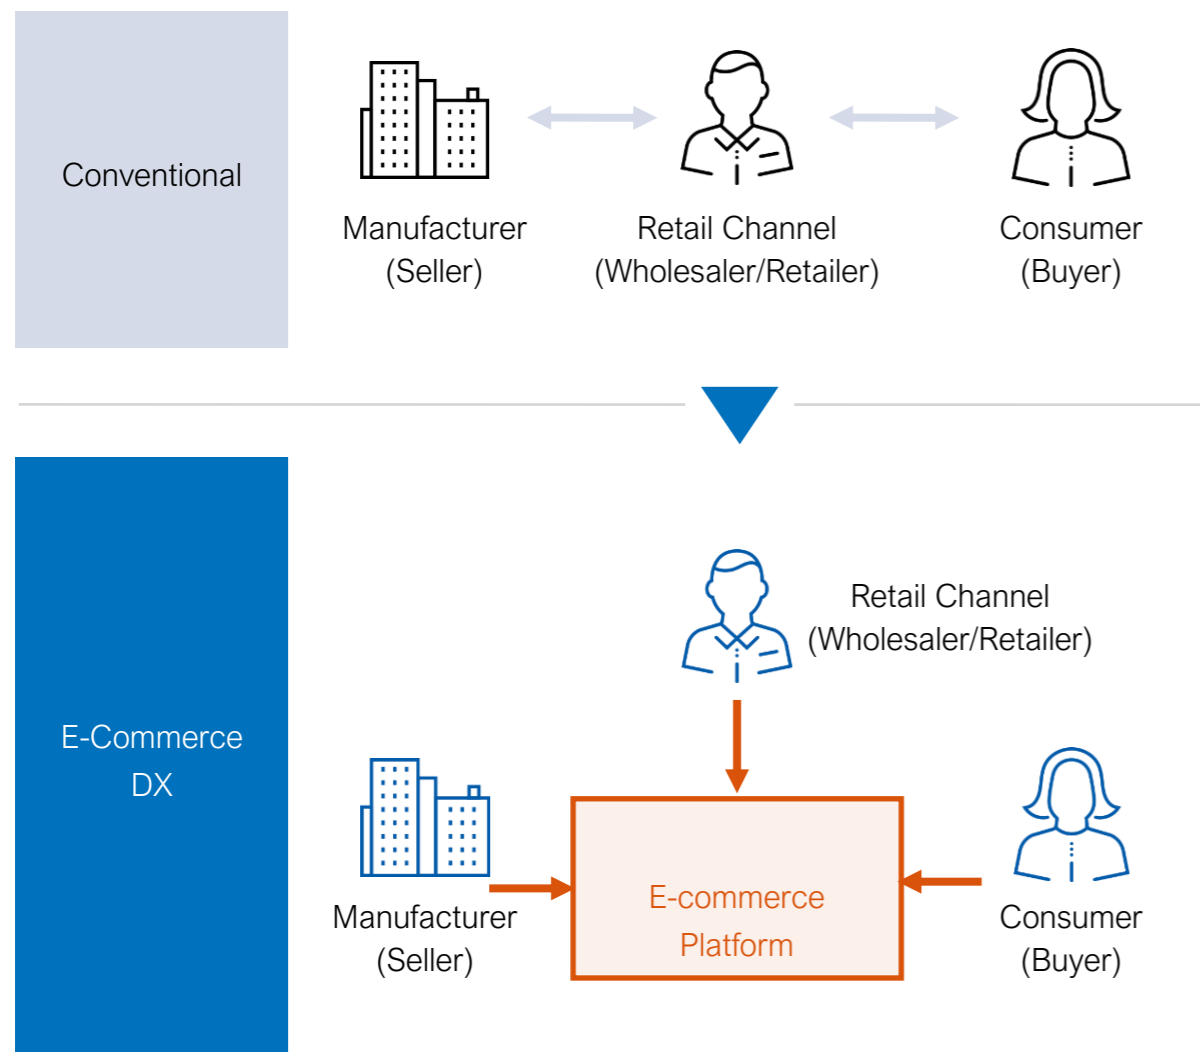 Conventional
Manufacturer
(Seller)
Retail Channel
(Wholesaler/Retailer)
Consumer
(Buyer)
E-Commerce
DX
Retail Channel
(Wholesaler/Retailer)
Manufacturer
(Seller)
E-commerce
Platform
Consumer
(Buyer)